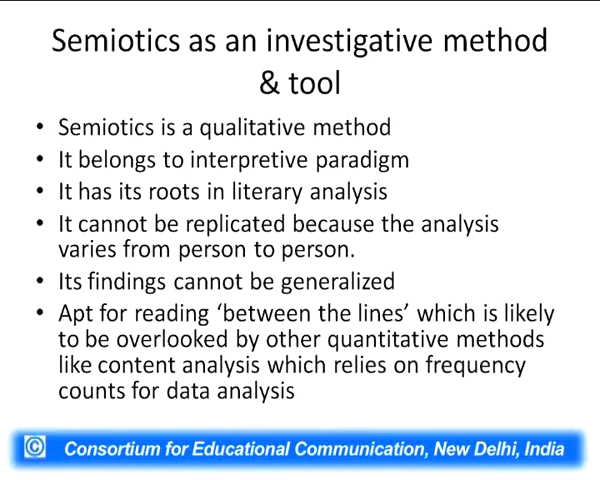 Semiotics as an investigative method
& tool
• Semiotics is a qualitative method
• It belongs to interpretive paradigm
• It has its roots in literary analysis
• It cannot be replicated because the analysis
varies from person to person.
• Its findings cannot be generalized
• Apt for reading ‘between the lines’ which is likely
to be overlooked by other quantitative methods
like content analysis which relies on frequency
counts for data analysis
© Consortium for Educational Communication, New Delhi, India